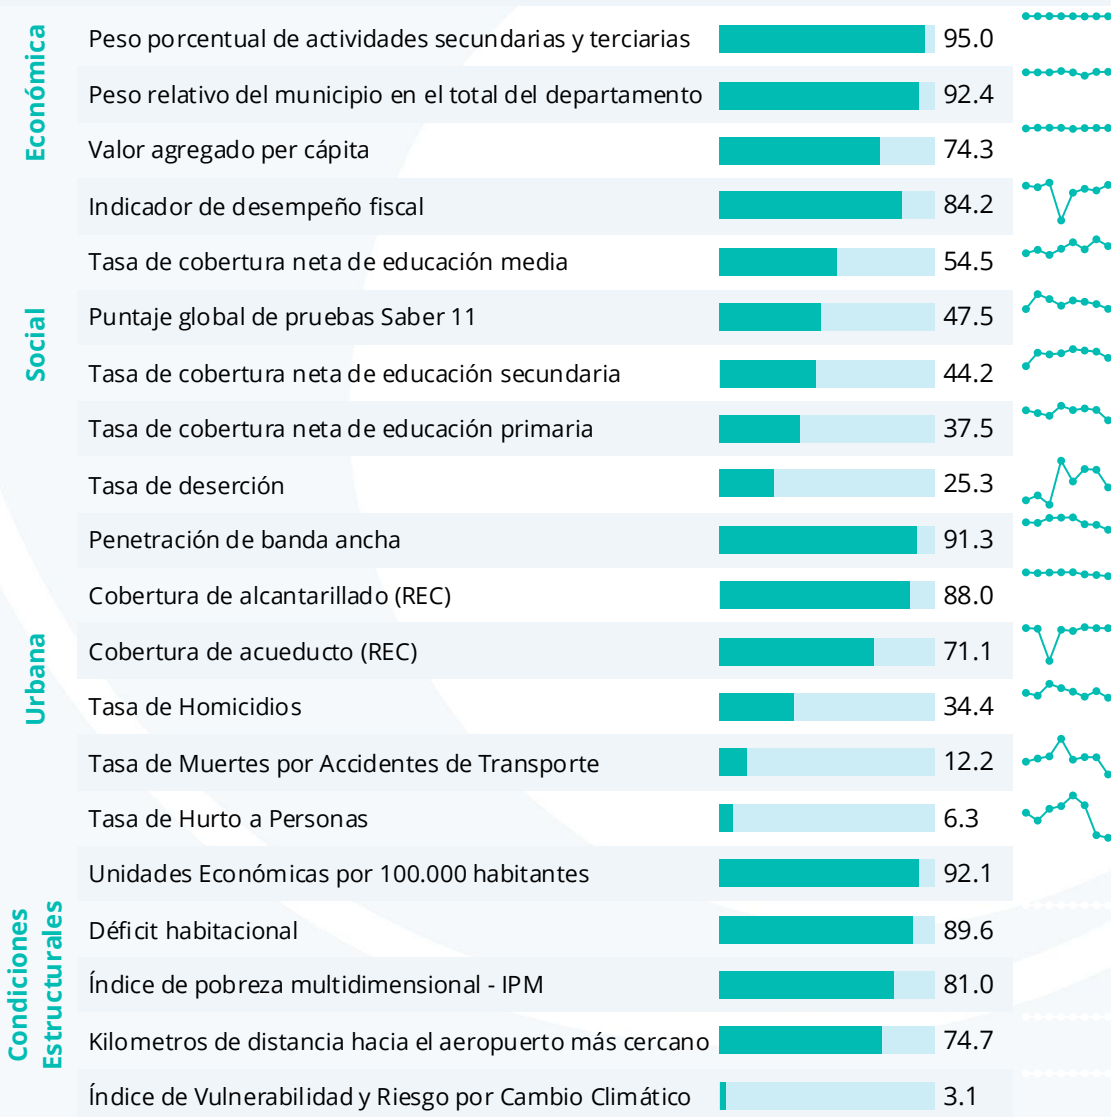 Económica
Peso porcentual de actividades secundarias y terciarias 95.0
Peso relativo del municipio en el total del departamento 92.4
Valor agregado per cápita 74.3
Indicador de desempeño fiscal 84.2
Social
Tasa de cobertura neta de educación media 54.5
Puntaje global de pruebas Saber 11 47.5
Tasa de cobertura neta de educación secundaria 44.2
Tasa de cobertura neta de educación primaria 37.5
Tasa de deserción 25.3
Urbana
Penetración de banda ancha 91.3
Cobertura de alcantarillado (REC) 88.0
Cobertura de acueducto (REC) 71.1
Tasa de Homicidios 34.4
Tasa de Muertes por Accidentes de Transporte 12.2
Tasa de Hurto a Personas 6.3
Condiciones
Estructurales
Unidades Económicas por 100.000 habitantes 92.1
Déficit habitacional 89.6
Índice de pobreza multidimensional - IPM 81.0
Kilometros de distancia hacia el aeropuerto más cercano 74.7
Índice de Vulnerabilidad y Riesgo por Cambio Climático 3.1